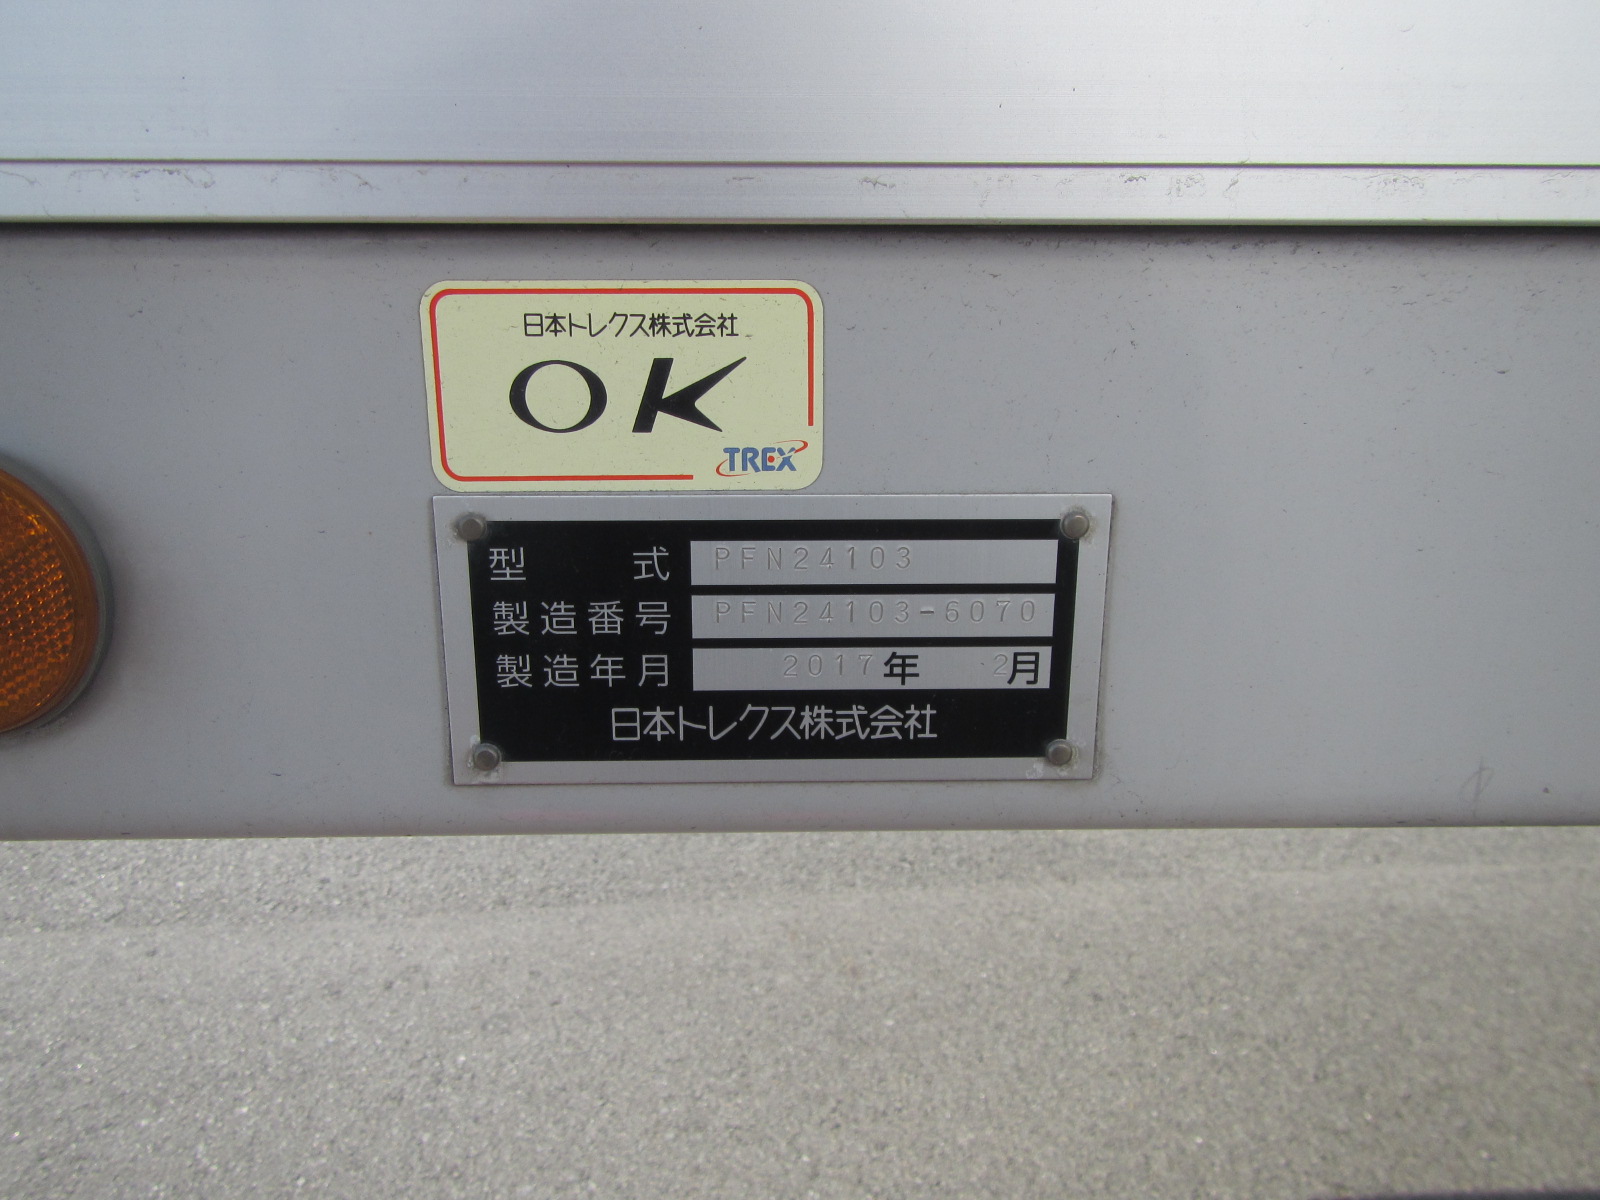 日本トレクス株式会社
OK
TREX
型式 PFN24103
製造番号 PFN24103-6070
製造年月 2017年 2月
日本トレクス株式会社